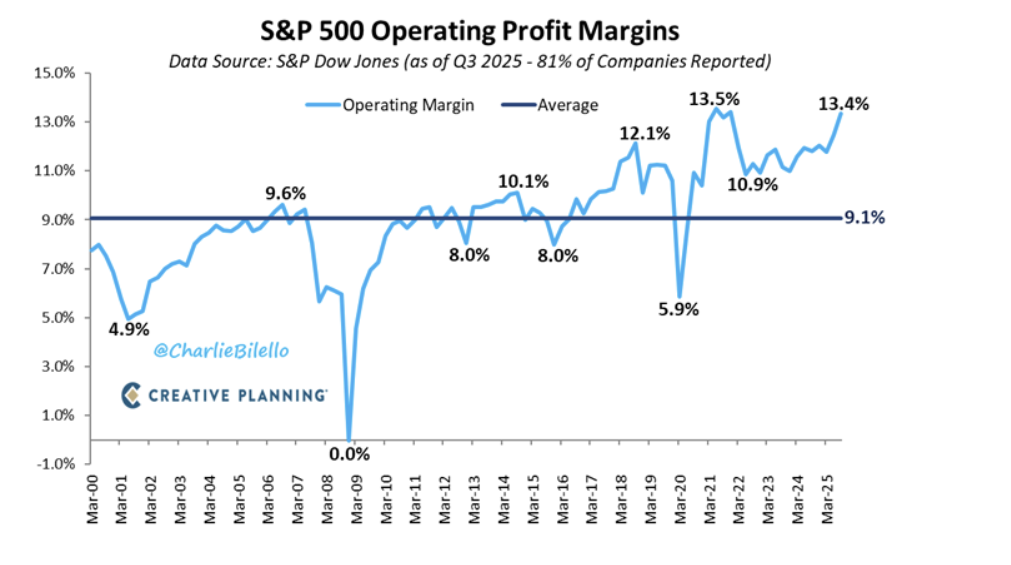 S&P 500 Operating Profit Margins
Data Source: S&P Dow Jones (as of Q3 2025 - 81% of Companies Reported)
15.0%
13.0%
11.0%
9.0%
7.0%
5.0%
3.0%
1.0%
-1.0%
Operating Margin
Average
4.9%
9.6%
0.0%
8.0%
10.1%
8.0%
12.1%
5.9%
13.5%
10.9%
13.4%
9.1%
@CharlieBilello
CREATIVE PLANNING
Mar-00
Mar-01
Mar-02
Mar-03
Mar-04
Mar-05
Mar-06
Mar-07
Mar-08
Mar-09
Mar-10
Mar-11
Mar-12
Mar-13
Mar-14
Mar-15
Mar-16
Mar-17
Mar-18
Mar-19
Mar-20
Mar-21
Mar-22
Mar-23
Mar-24
Mar-25